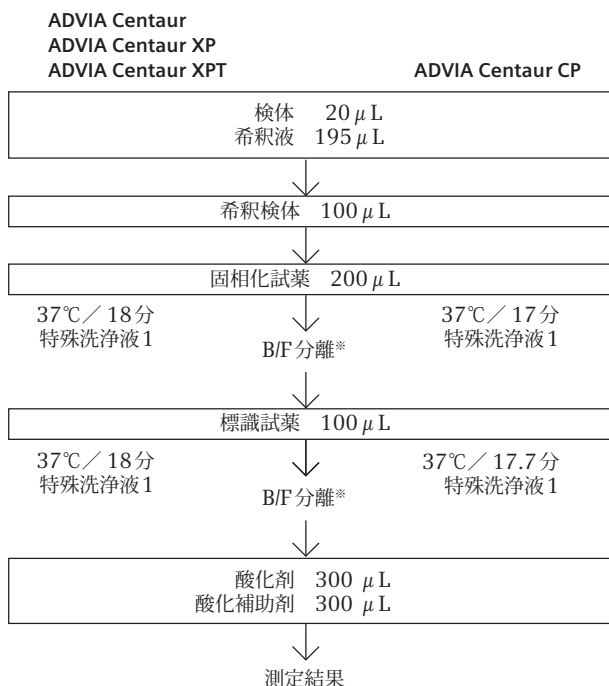 ADVIA Centaur
ADVIA Centaur XP
ADVIA Centaur XPT
ADVIA Centaur CP
検体 20μL
希釈液 195μL
希釈検体 100μL
固相化試薬 200μL
37℃／18分
特殊洗浄液1
B/F分離※
37℃／17分
特殊洗浄液1
標識試薬 100μL
37℃／18分
特殊洗浄液1
B/F分離※
37℃／17.7分
特殊洗浄液1
酸化剤 300 μL
酸化補助剤 300 μL
測定結果